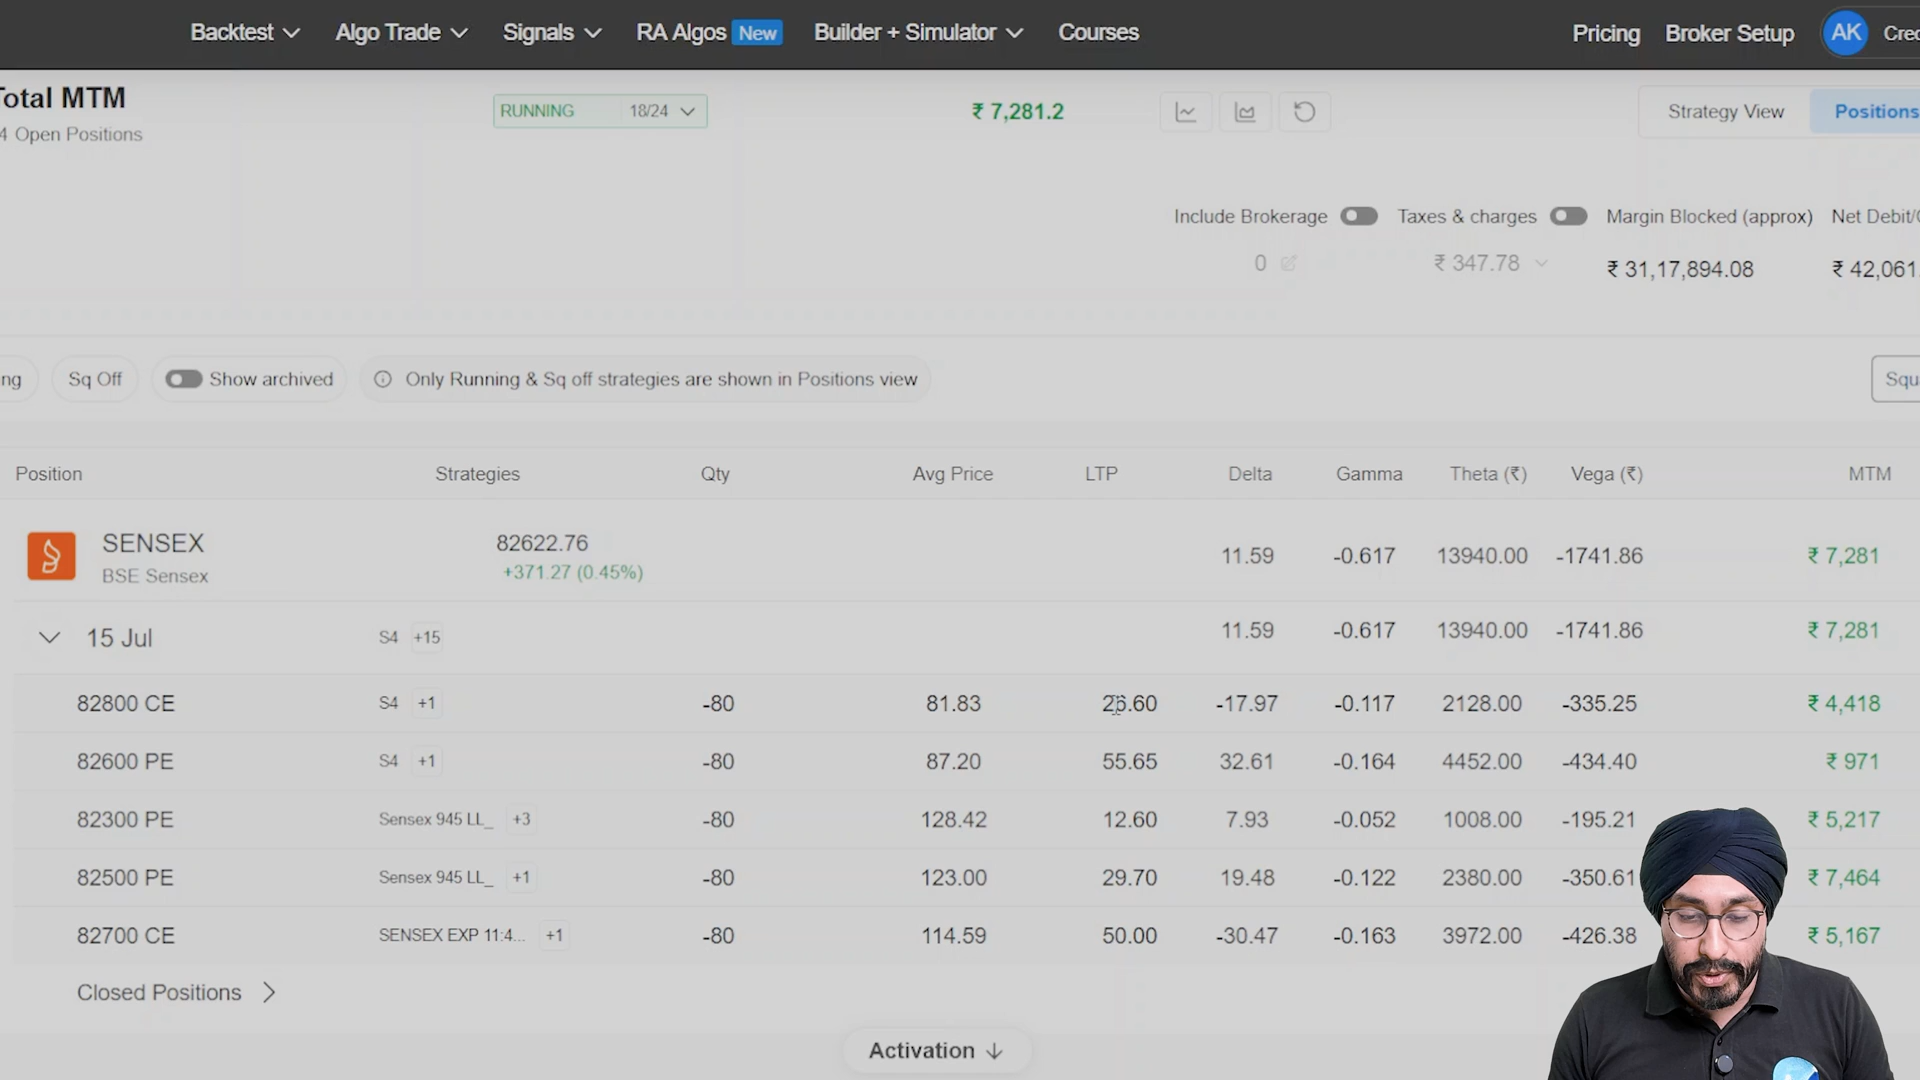 Backtest Algo Trade Signals RA Algos New Builder + Simulator Courses Pricing Broker Setup AK Cred
Total MTM RUNNING 18/24 ₹ 7,281.2 Strategy View Positions
4 Open Positions
Include Brokerage Taxes & charges Margin Blocked (approx) Net Debit/C
0 ₹ 347.78 ₹ 31,17,894.08 ₹ 42,061.
ng Sq Off Show archived Only Running & Sq off strategies are shown in Positions view Squ
Position Strategies Qty Avg Price LTP Delta Gamma Theta (₹) Vega (₹) MTM
SENSEX 82622.76 11.59 -0.617 13940.00 -1741.86 ₹ 7,281
BSE Sensex +371.27 (0.45%)
15 Jul S4 +15 11.59 -0.617 13940.00 -1741.86 ₹ 7,281
82800 CE S4 +1 -80 81.83 26.60 -17.97 -0.117 2128.00 -335.25 ₹ 4,418
82600 PE S4 +1 -80 87.20 55.65 32.61 -0.164 4452.00 -434.40 ₹ 971
82300 PE Sensex 945 LL_ +3 -80 128.42 12.60 7.93 -0.052 1008.00 -195.21 ₹ 5,217
82500 PE Sensex 945 LL_ +1 -80 123.00 29.70 19.48 -0.122 2380.00 -350.61 ₹ 7,464
82700 CE SENSEX EXP 11:4... +1 -80 114.59 50.00 -30.47 -0.163 3972.00 -426.38 ₹ 5,167
Closed Positions
Activation